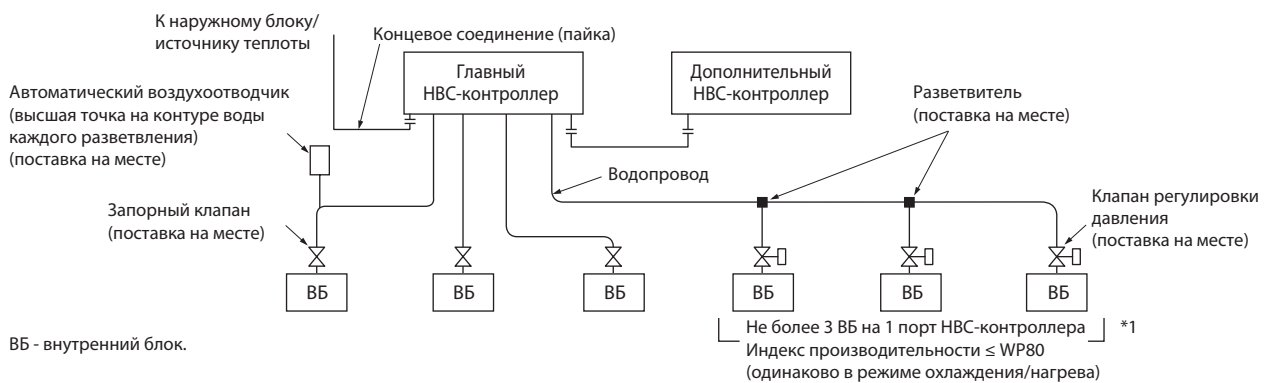 К наружному блоку/
источнику теплоты
Концевое соединение (пайка)
Главный
HBC-контроллер
Дополнительный
HBC-контроллер
Автоматический воздухоотводчик
(высшая точка на контуре воды
каждого разветвления)
(поставка на месте)
Разветвитель
(поставка на месте)
Водопровод
Запорный клапан
(поставка на месте)
Клапан регулировки
давления
(поставка на месте)
ВБ
ВБ
ВБ
ВБ
ВБ
ВБ
Не более 3 ВБ на 1 порт HBC-контроллера *1
Индекс производительности ≤ WP80
(одинаково в режиме охлаждения/нагрева)
ВБ - внутренний блок.